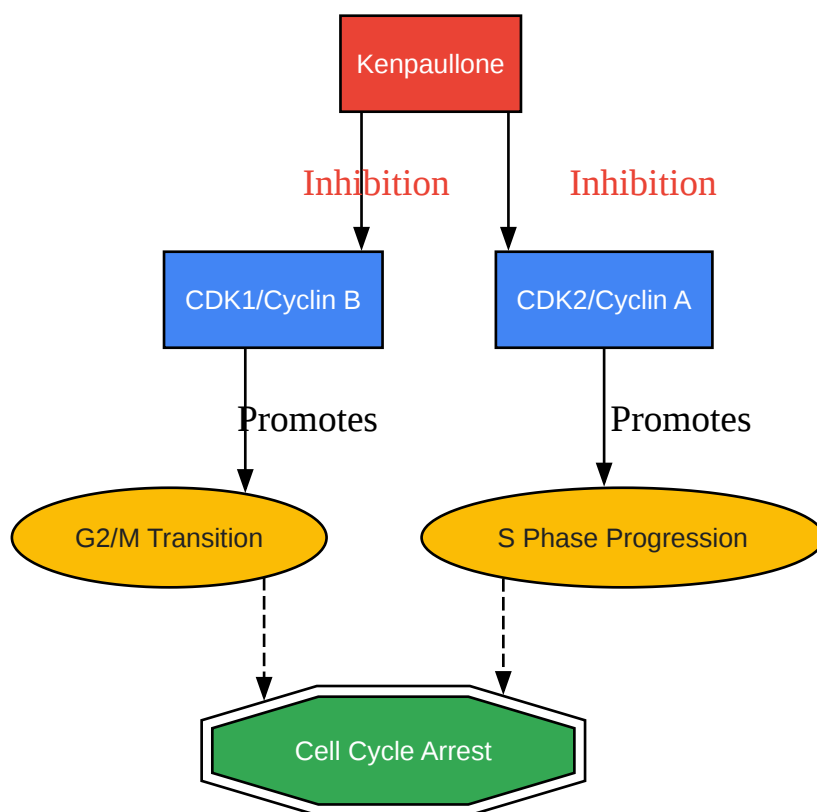 Kenpaullone
Inhibition
Inhibition
CDK1/Cyclin B
CDK2/Cyclin A
Promotes
Promotes
G2/M Transition
S Phase Progression
Cell Cycle Arrest